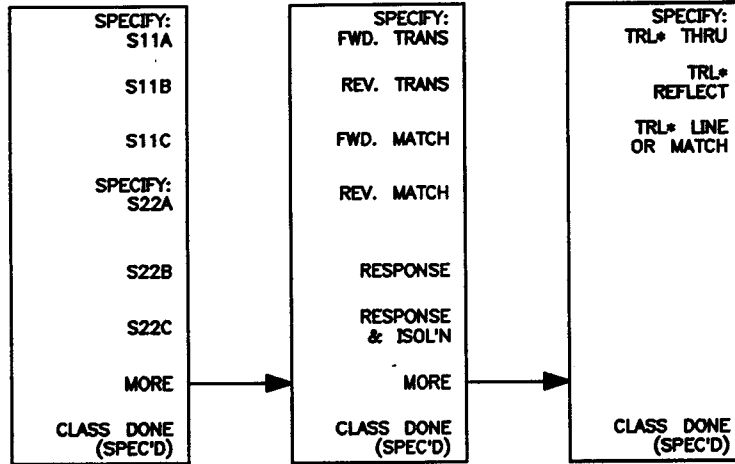 SPECIFY:
S11A
S11B
S11C
SPECIFY:
S22A
S22B
S22C
MORE
CLASS DONE
(SPEC'D)
SPECIFY:
FWD. TRANS
REV. TRANS
FWD. MATCH
REV. MATCH
RESPONSE
RESPONSE
& ISOL'N
MORE
CLASS DONE
(SPEC'D)
SPECIFY:
TRL* THRU
TRL*
REFLECT
TRL* LINE
OR MATCH
CLASS DONE
(SPEC'D)